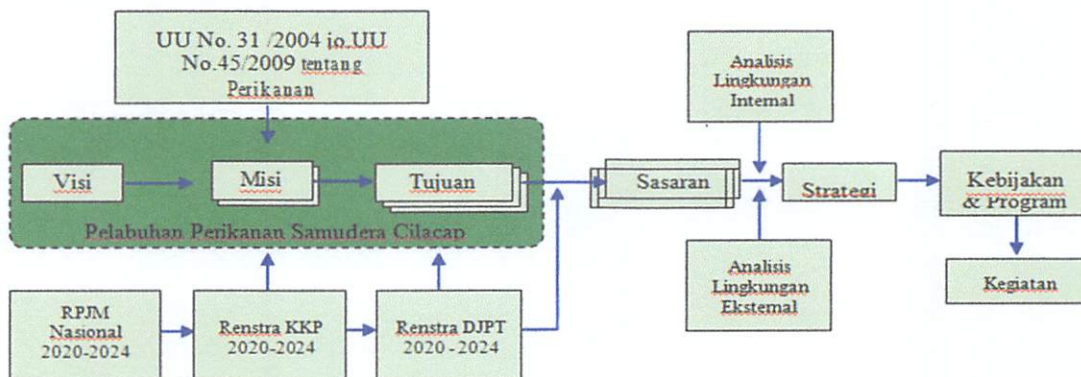 UU No. 31 /2004 jo.UU
No.45/2009 tentang
Perikanan
Analisis
Lingkungan
Internal
Visi
Misi
Tujuan
Sasaran
Strategi
Kebijakan
& Program
Pelabuhan Perikanan Samudera Cilacap
RPJM
Nasional
2020-2024
Renstra KKP
2020-2024
Renstra DJPT
2020 - 2024
Analisis
Lingkungan
Eksternal
Kegiatan